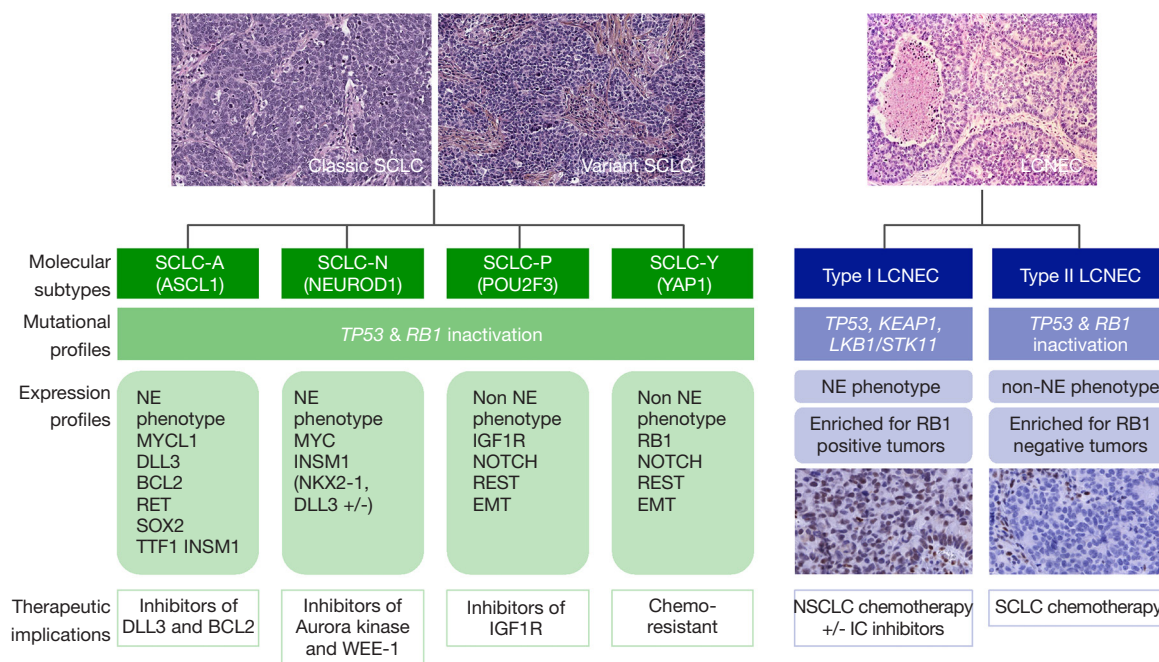 Classic SCLC
Variant SCLC
LCNEC
Molecular
subtypes
SCLC-A
(ASCL1)
SCLC-N
(NEUROD1)
SCLC-P
(POU2F3)
SCLC-Y
(YAP1)
Type I LCNEC
Type II LCNEC
Mutational
profiles
TP53 & RB1 inactivation
TP53, KEAP1,
LKB1/STK11
TP53 & RB1
inactivation
Expression
profiles
NE
phenotype
MYCL1
DLL3
BCL2
RET
SOX2
TTF1 INSM1
NE
phenotype
MYC
INSM1
(NKX2-1,
DLL3 +/-)
Non NE
phenotype
IGF1R
NOTCH
REST
EMT
Non NE
phenotype
RB1
NOTCH
REST
EMT
NE phenotype
Enriched for RB1
positive tumors
non-NE phenotype
Enriched for RB1
negative tumors
Therapeutic
implications
Inhibitors of
DLL3 and BCL2
Inhibitors of
Aurora kinase
and WEE-1
Inhibitors of
IGF1R
Chemo-
resistant
NSCLC chemotherapy
+/- IC inhibitors
SCLC chemotherapy